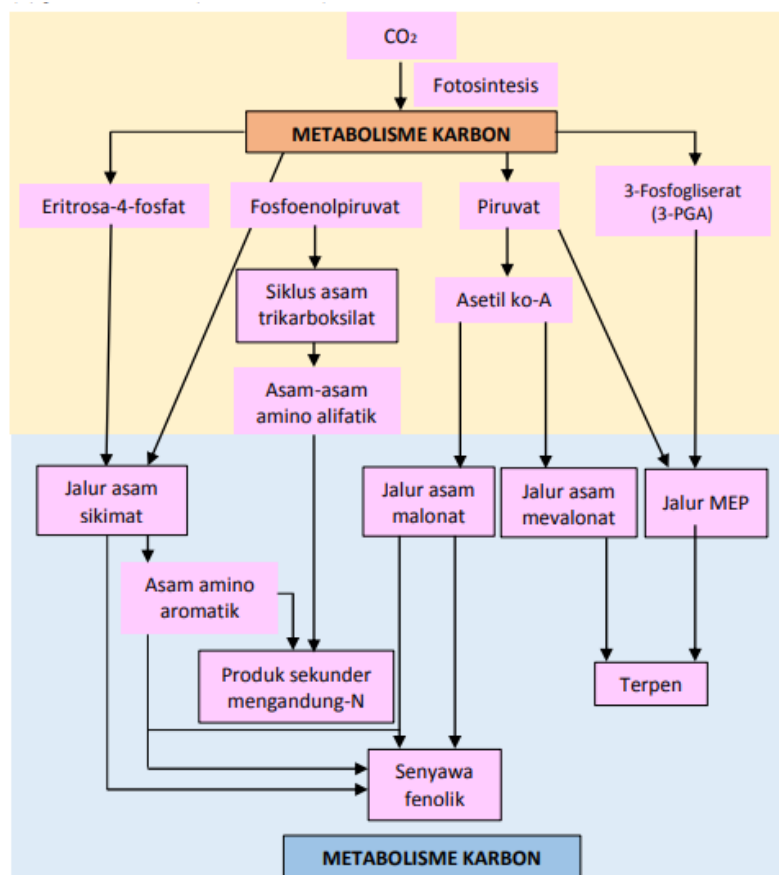 CO₂
Fotosintesis
METABOLISME KARBON
Eritrosa-4-fosfat
Fosfoenolpiruvat
Piruvat
3-Fosfogliserat
(3-PGA)
Siklus asam
trikarboksilat
Asetil ko-A
Asam-asam
amino alifatik
Jalur asam
sikimat
Jalur asam
malonat
Jalur asam
mevalonat
Jalur MEP
Asam amino
aromatik
Produk sekunder
mengandung-N
Terpen
Senyawa
fenolik
METABOLISME KARBON